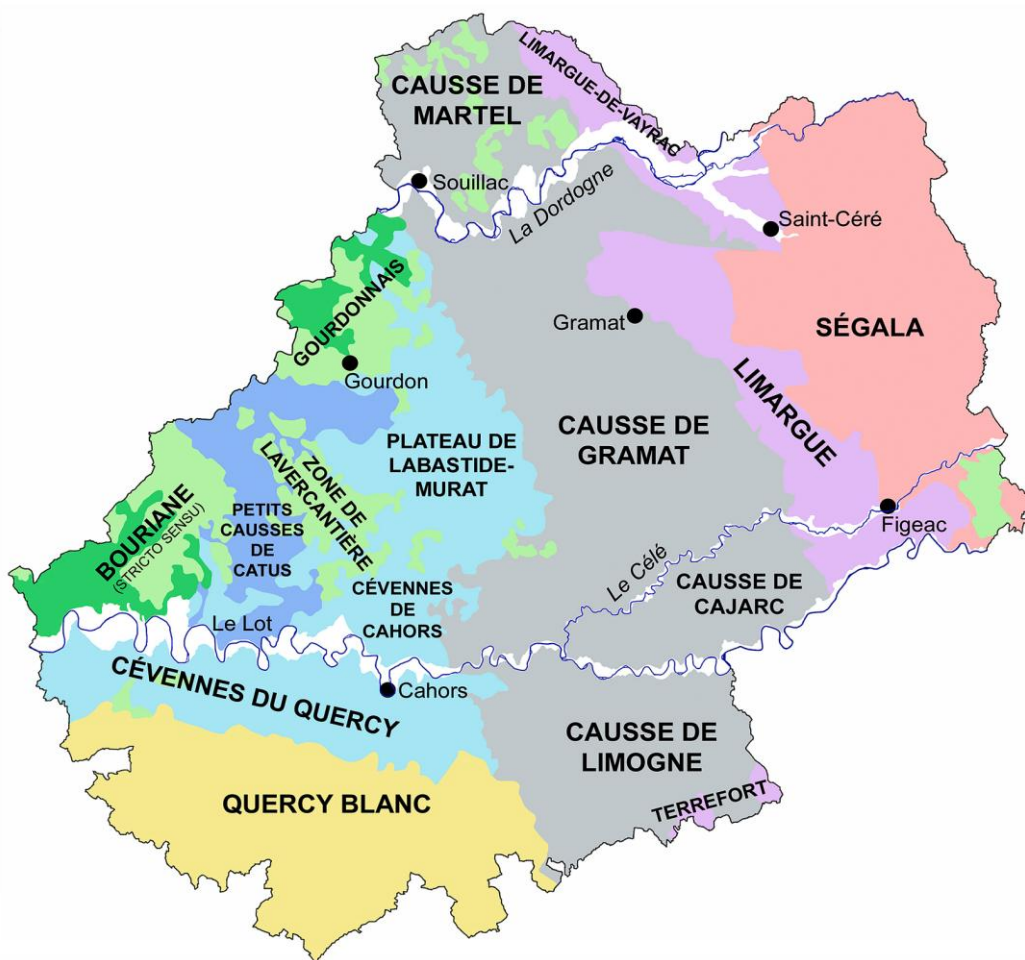 CAUSSE DE
MARTEL
LIMARGUE-DE-VAYRAC
Souillac
La Dordogne
Saint-Céré
GOURDONNAIS
Gramat
SÉGALA
Gourdon
LIMARGUE
CAUSSE DE
GRAMAT
PLATEAU DE
LABASTIDE-
MURAT
ZONE DE
LAVERCANTIÈRE
BOURIANE
(STRICTO SENSU)
PETITS
CAUSSES
DE
CATUS
Figeac
Le Célé
CAUSSE DE
CAJARC
CÉVENNES
DE
CAHORS
Le Lot
CÉVENNES DU QUERCY
Cahors
CAUSSE DE
LIMOGNE
QUERCY BLANC
TERREFORT